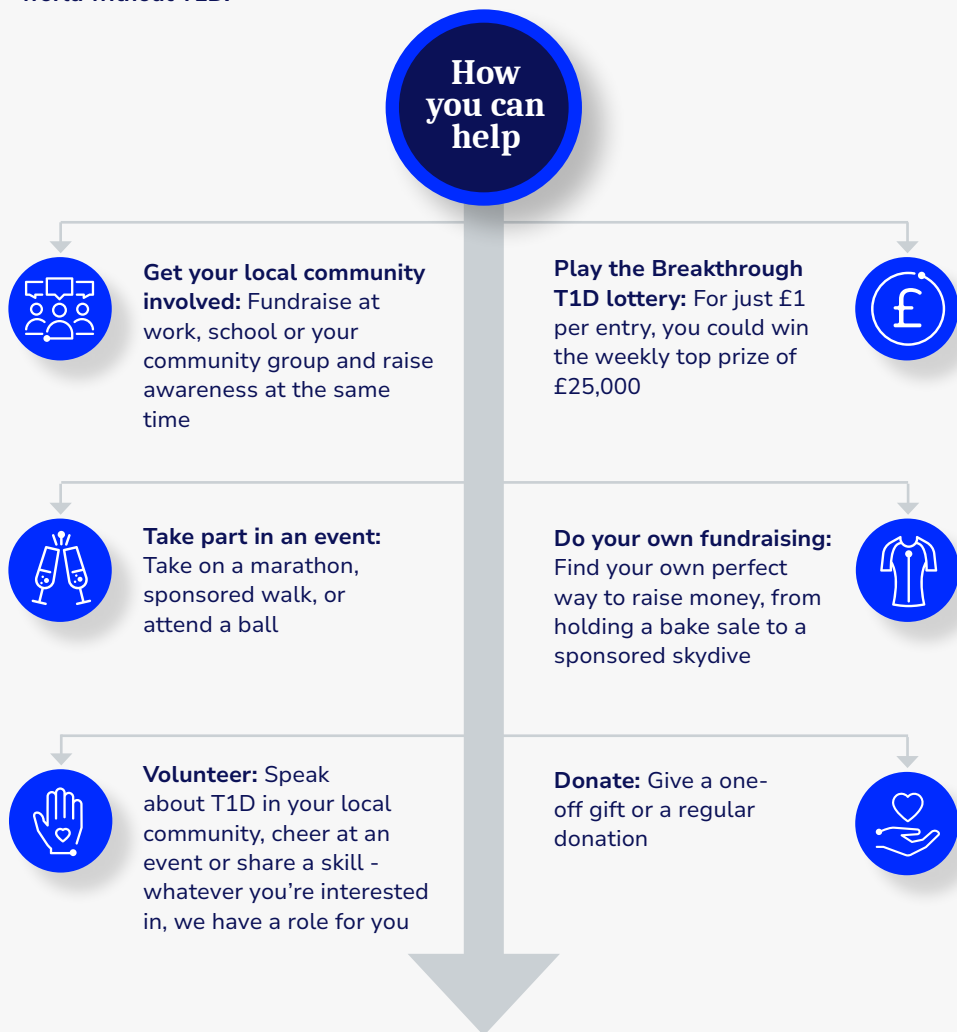 world without T1D.
How
you can
help
Get your local community
involved: Fundraise at
work, school or your
community group and raise
awareness at the same
time
Play the Breakthrough
T1D lottery: For just £1
per entry, you could win
the weekly top prize of
£25,000
£
Take part in an event:
Take on a marathon,
sponsored walk, or
attend a ball
Do your own fundraising:
Find your own perfect
way to raise money, from
holding a bake sale to a
sponsored skydive
Volunteer: Speak
about T1D in your local
community, cheer at an
event or share a skill -
whatever you’re interested
in, we have a role for you
Donate: Give a one-
off gift or a regular
donation